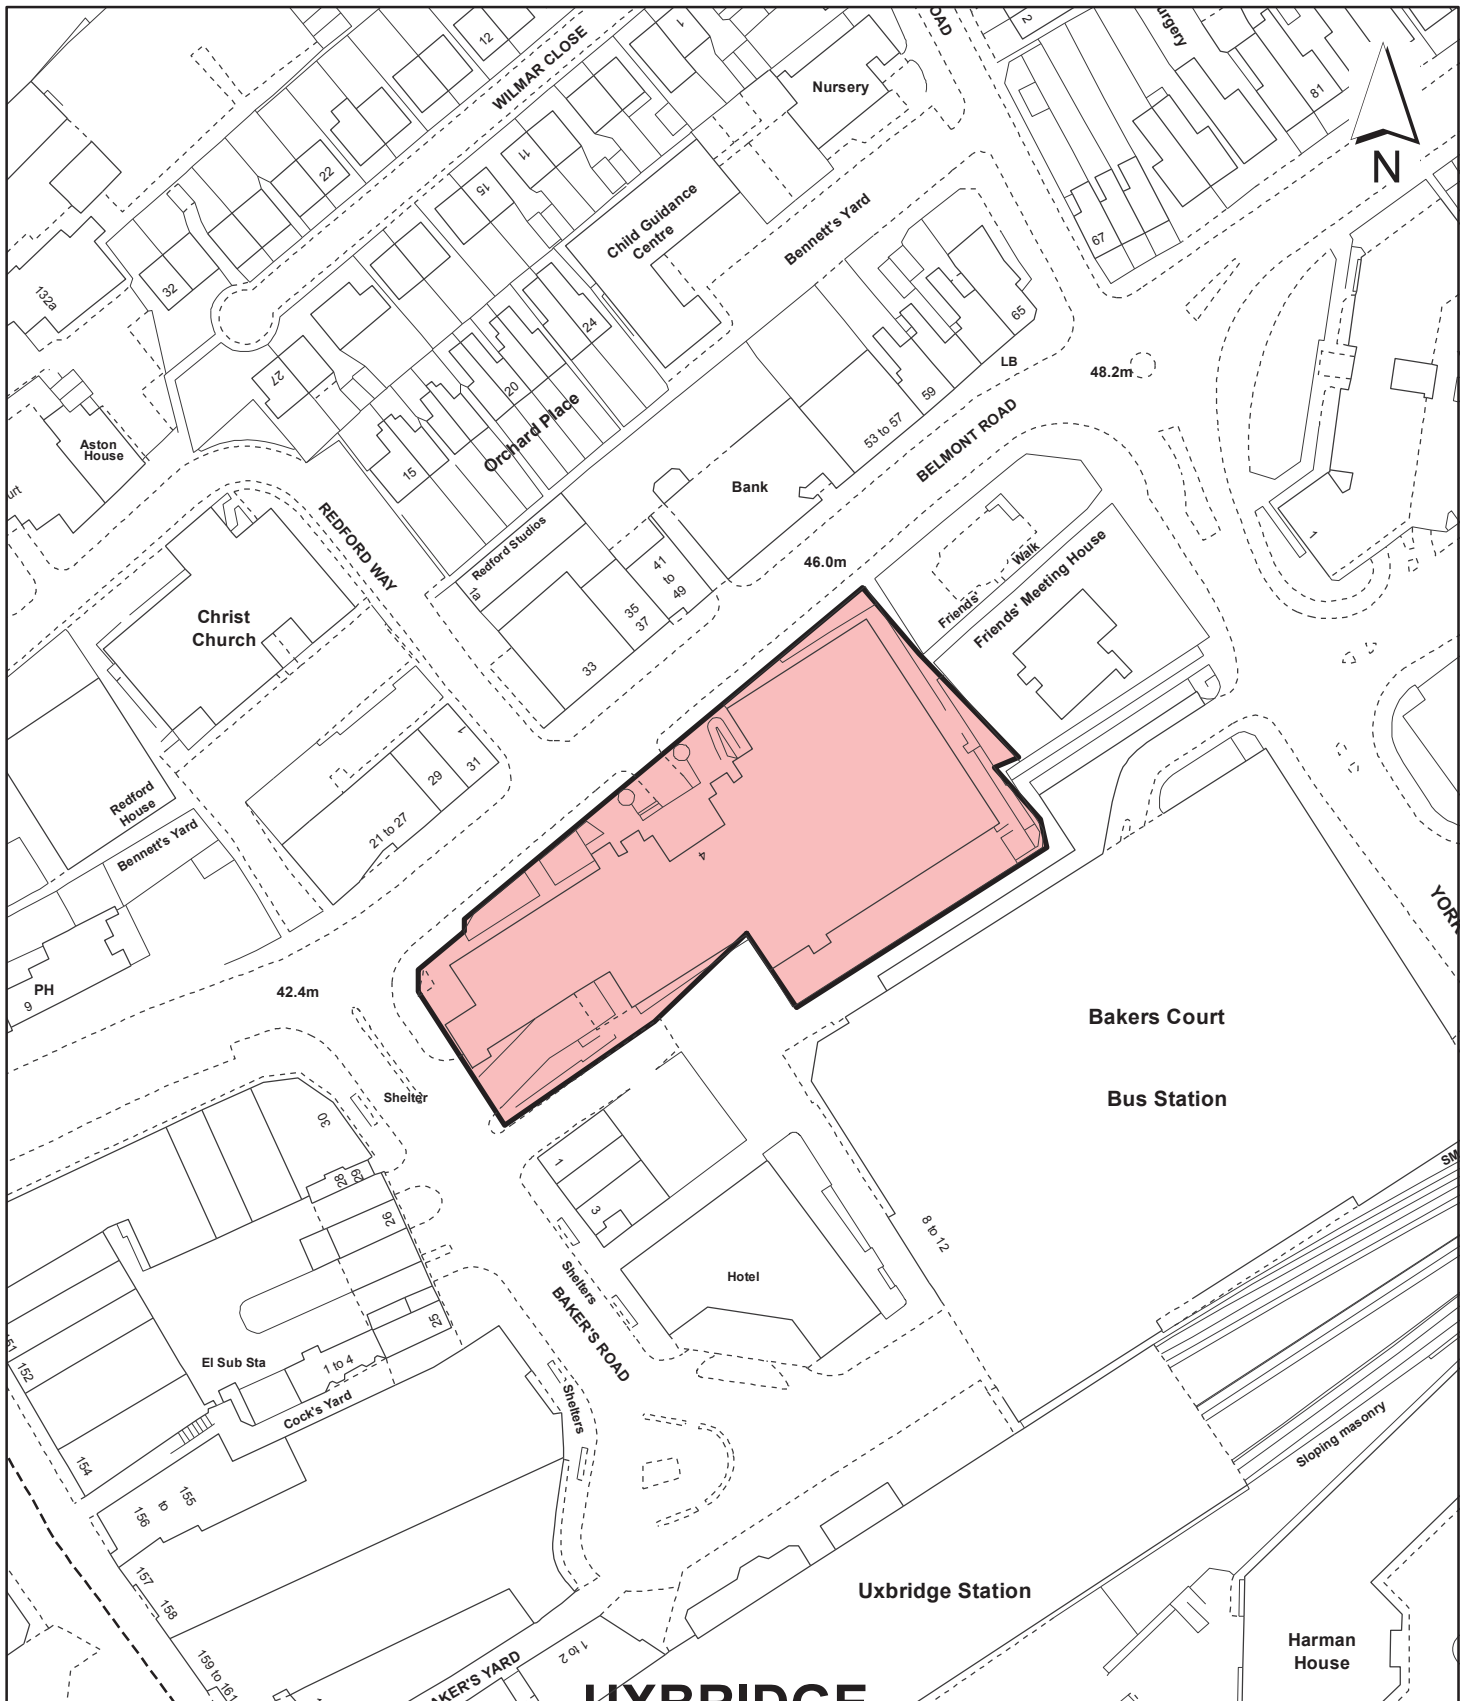 12
1
WILMAR CLOSE
2
Nursery
81
N
22
11
15
Child Guidance
Centre
Bennett's Yard
67
32
132a
24
65
27
20
LB
48.2m
Orchard Place
59
Aston
House
15
53 to 57
BELMONT ROAD
Bank
REDFORD WAY
Redford Studios
1
1a
41
to
49
46.0m
Friends'
Walk
Friends' Meeting House
Christ
Church
35
37
33
1
31
29
Redford
House
21 to 27
Bennett's Yard
4
PH
9
42.4m
Bakers Court
Bus Station
Shelter
30
29
28
26
25
1
3
8 to 12
Shelters
Hotel
BAKER'S ROAD
El Sub Sta
1 to 4
Cock's Yard
Shelters
152
154
155
to
156
157
158
159 to 161
Sloping masonry
Uxbridge Station
Harman
House
1 to 2
UXBRIDGE